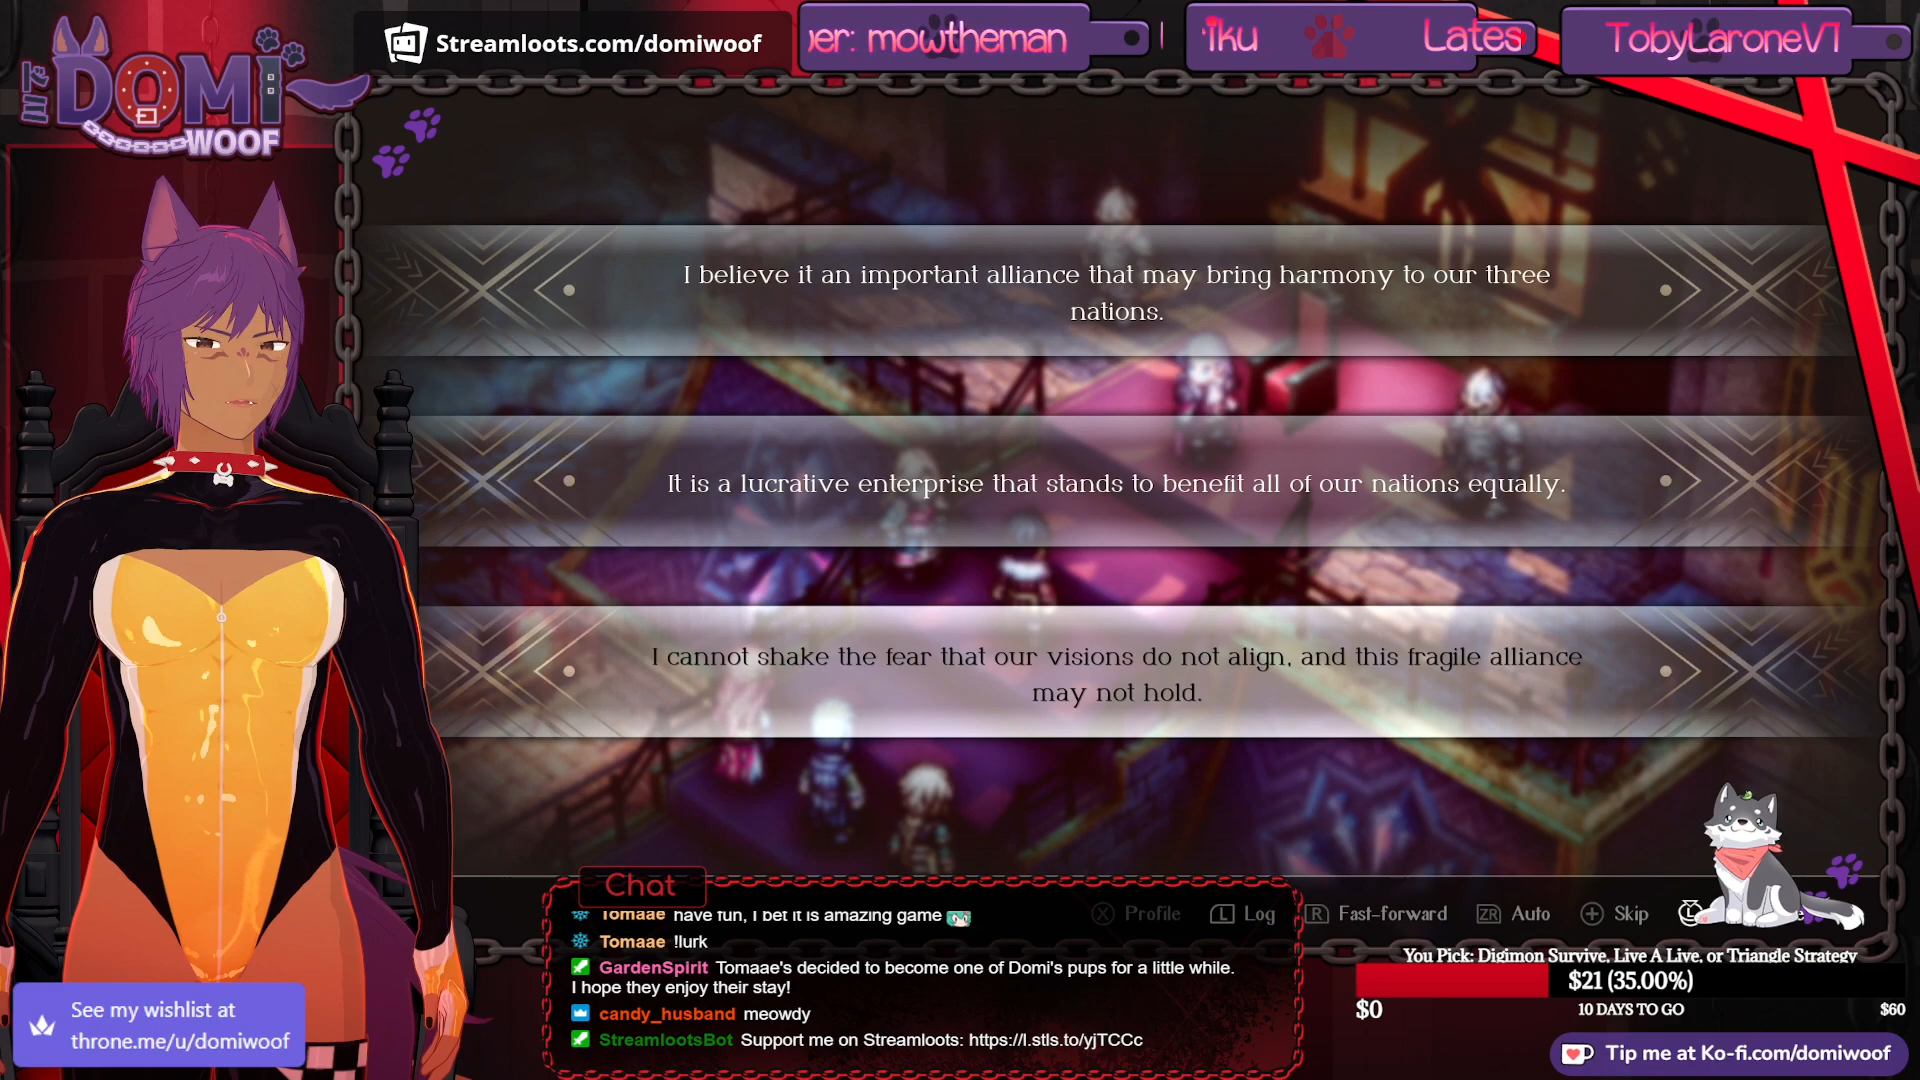 DOMI
WOOF
Streamloots.com/domiwoof
er: mowtheman
Lates
TobyLaroneVT
I believe it an important alliance that may bring harmony to our three
nations.
It is a lucrative enterprise that stands to benefit all of our nations equally.
I cannot shake the fear that our visions do not align, and this fragile alliance
may not hold.
X Profile
L Log
R Fast-forward
ZR Auto
+ Skip
Chat
Tomaae have fun, I bet it is amazing game
Tomaae !lurk
GardenSpirit Tomaae's decided to become one of Domi's pups for a little while.
I hope they enjoy their stay!
candy_husband meowdy
StreamlootsBot Support me on Streamloots: https://l.stls.to/yjTCCc
You Pick: Digimon Survive, Live A Live, or Triangle Strategy
$21 (35.00%)
$0
10 DAYS TO GO
$60
See my wishlist at
throne.me/u/domiwoof
Tip me at Ko-fi.com/domiwoof